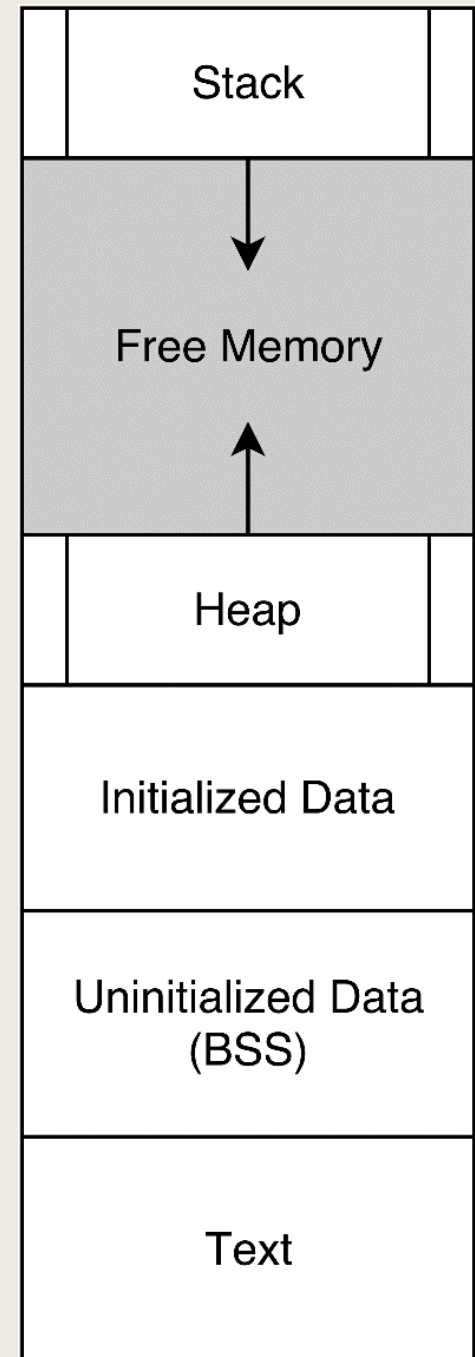 Stack
Free Memory
Heap
Initialized Data
Uninitialized Data
(BSS)
Text